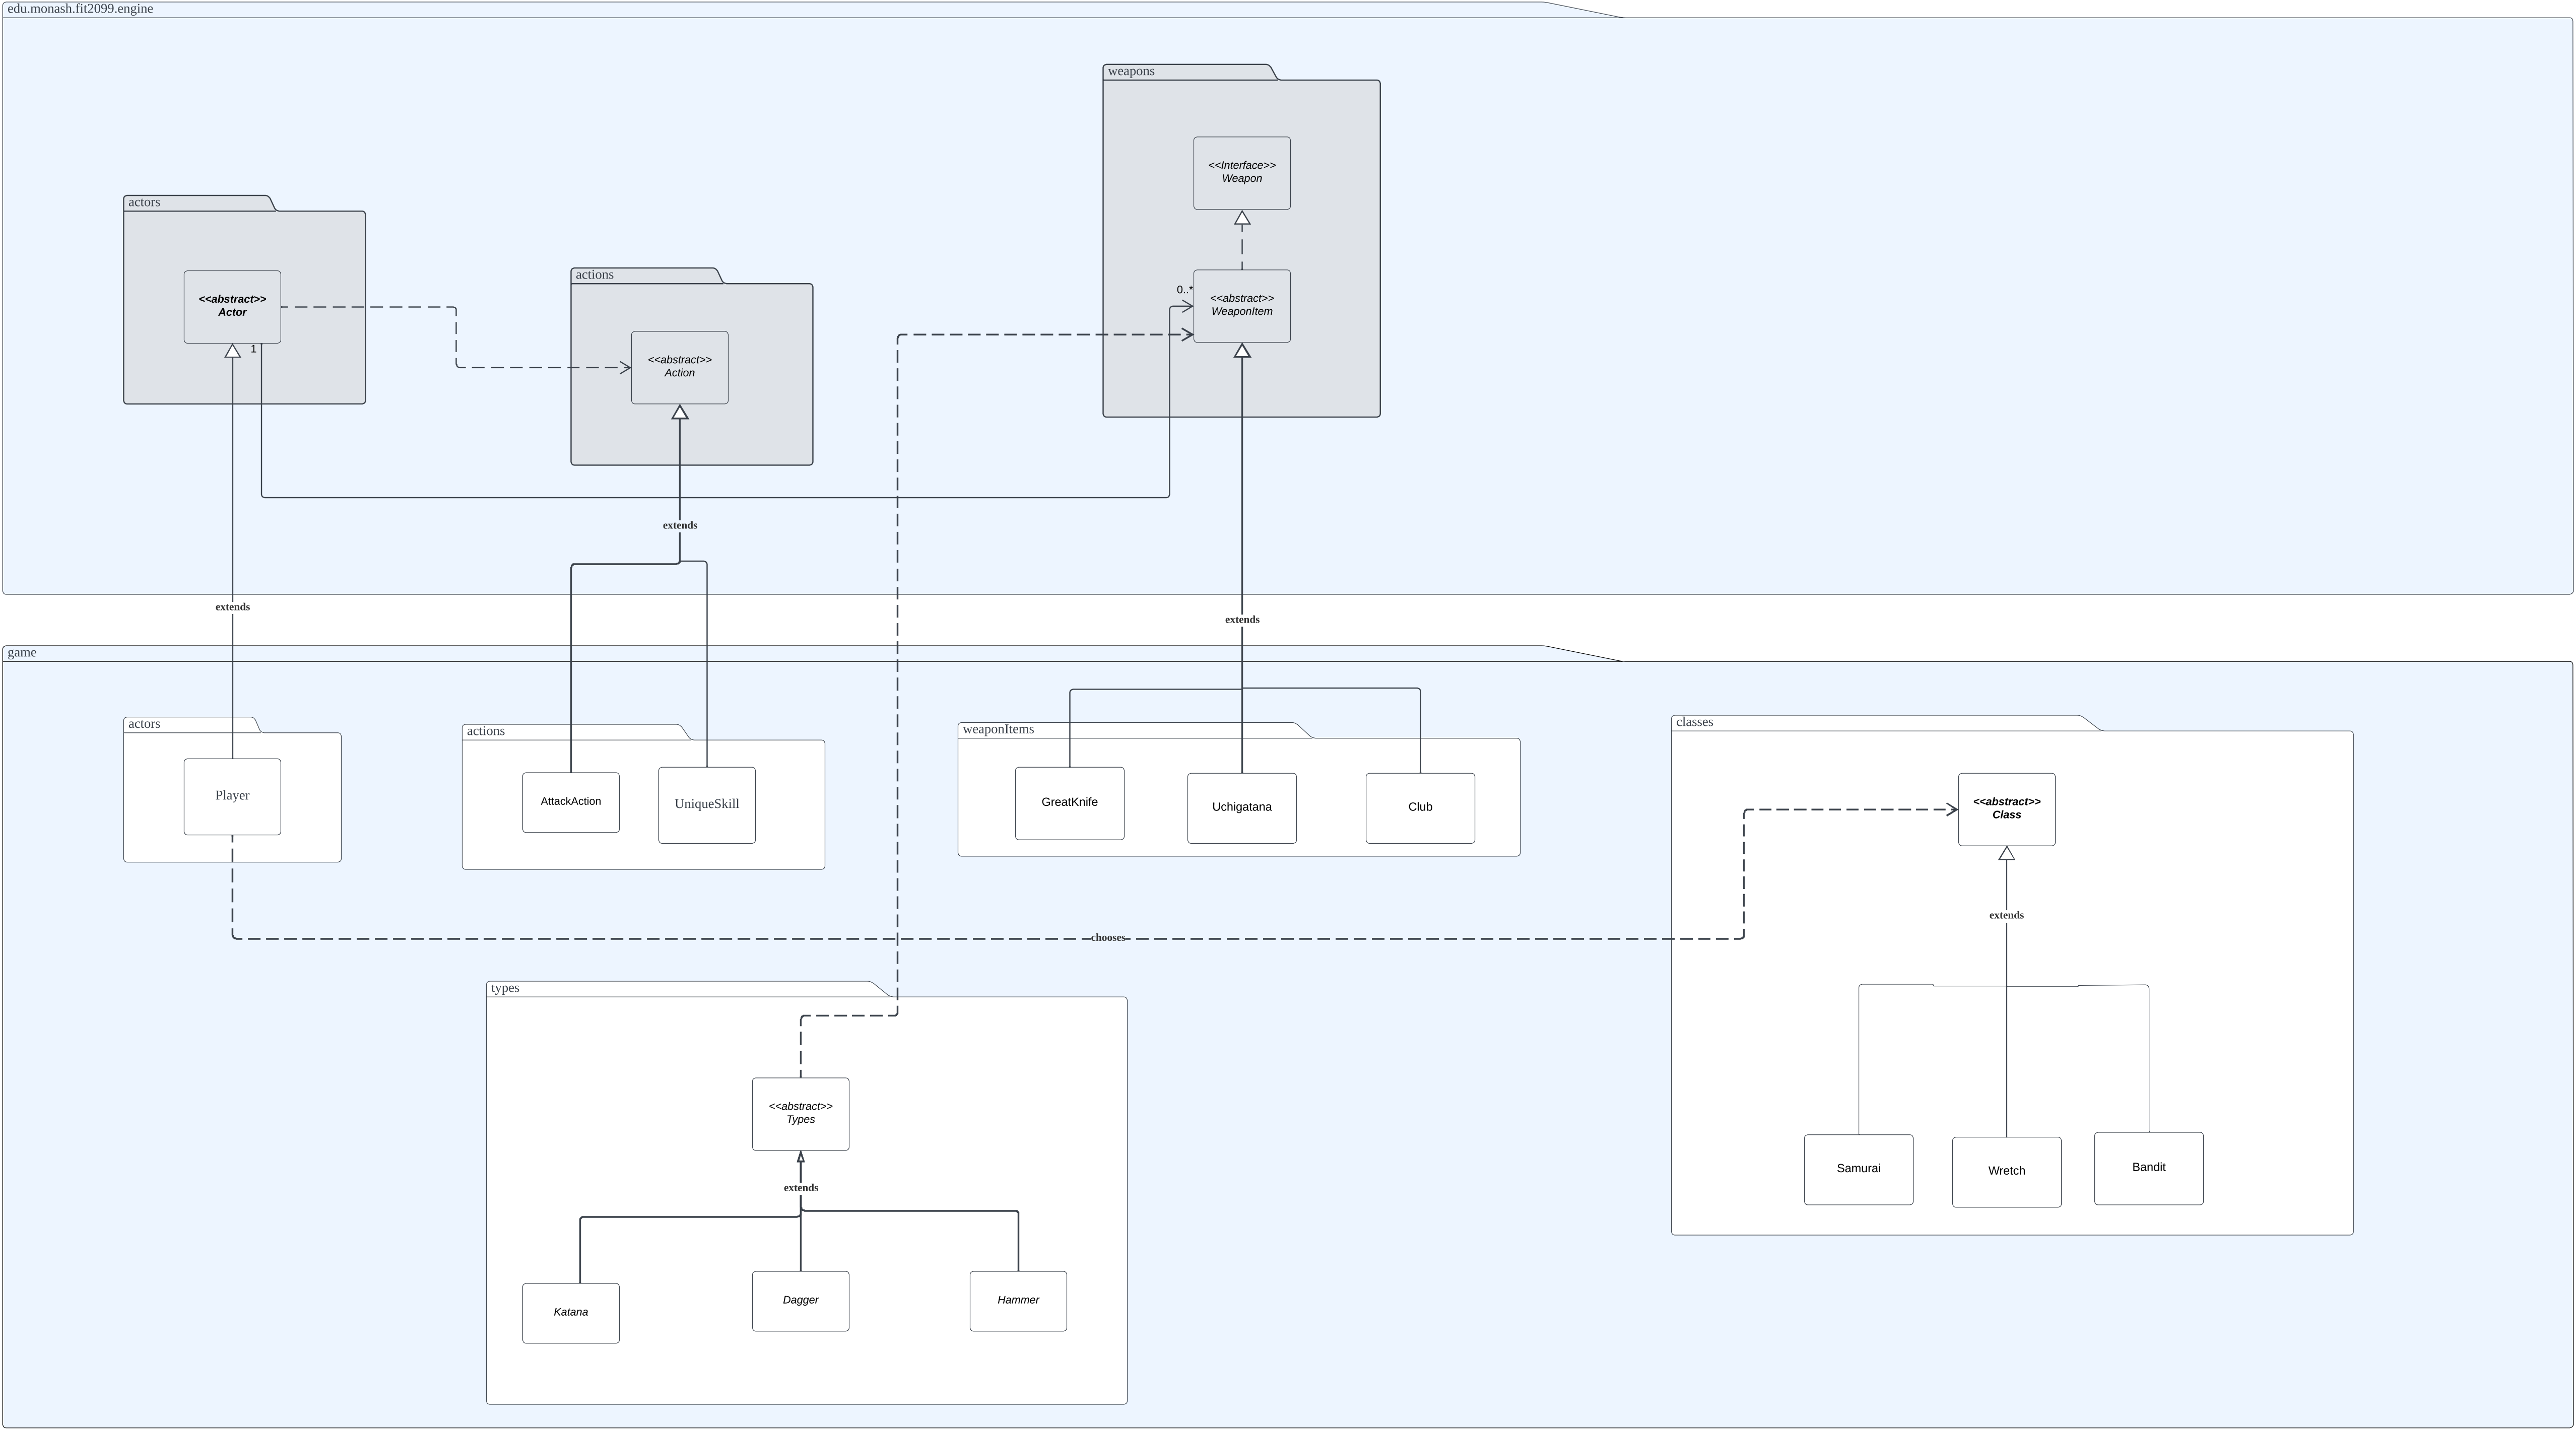 edu.monash.fit2099.engine
weapons
<<Interface>>
Weapon
actors
actions
<<abstract>>
Actor
0..*
<<abstract>>
WeaponItem
1
<<abstract>>
Action
extends
extends
extends
game
actors
actions
weaponItems
classes
Player
AttackAction
UniqueSkill
GreatKnife
Uchigatana
Club
<<abstract>>
Class
extends
chooses
types
<<abstract>>
Types
extends
Samurai
Wretch
Bandit
Katana
Dagger
Hammer